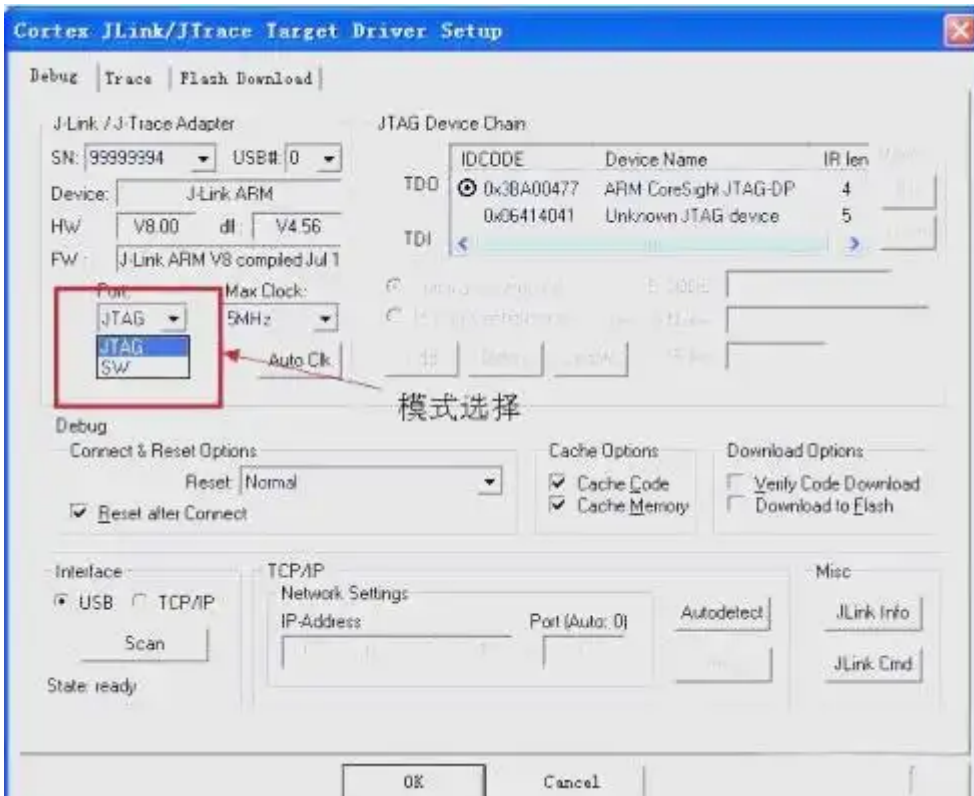 Cortex JLink/JTrace Target Driver Setup
Debug Trace Flash Download
J-Link / J-Trace Adapter
SN: 99999994 USB#: 0
Device: J-Link ARM
HW : V8.00 dll : V4.56
FW : J-Link ARM V8 compiled Jul 1
Port: Max Clock:
JTAG 5MHz
JTAG
SW
Auto Clk
JTAG Device Chain
IDCODE Device Name IR len
TDO 0x3BA00477 ARM CoreSight JTAG-DP 4
0x06414041 Unknown JTAG device 5
TDI
模式选择
Debug
Connect & Reset Options
Reset: Normal
Reset after Connect
Cache Options
Cache Code
Cache Memory
Download Options
Verify Code Download
Download to Flash
Interface
USB TCP/IP
Scan
State: ready
TCP/IP
Network Settings
IP-Address Port (Auto: 0)
Autodetect
Misc
JLink Info
JLink Cmd
OK Cancel